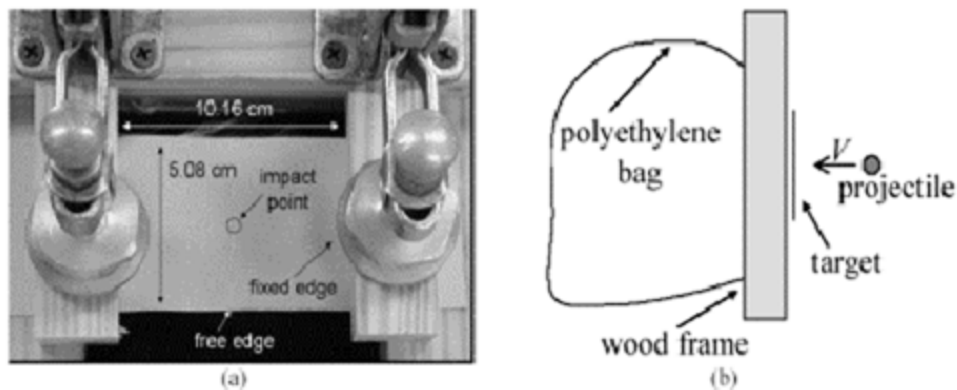 10.16 cm
5.08 cm
impact
point
fixed edge
free edge
(a)
polyethylene
bag
V
projectile
target
wood frame
(b)